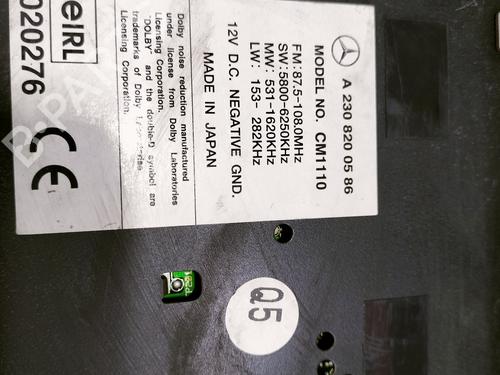 A 230 820 05 86
MODEL NO. CM1110
FM:87.5-108.0MHz
SW:5800-6250KHz
MW: 531-1620KHz
LW: 153- 282KHz
12V D.C. NEGATIVE GND.
MADE IN JAPAN
Dolby noise reduction manufactured
under license from Dolby Laboratories
Licensing Corporation.
"DOLBY" and the double-D symbol are
trademarks of Dolby Laboratories
Licensing Corporation.
eIRL
020276
CE
Q5